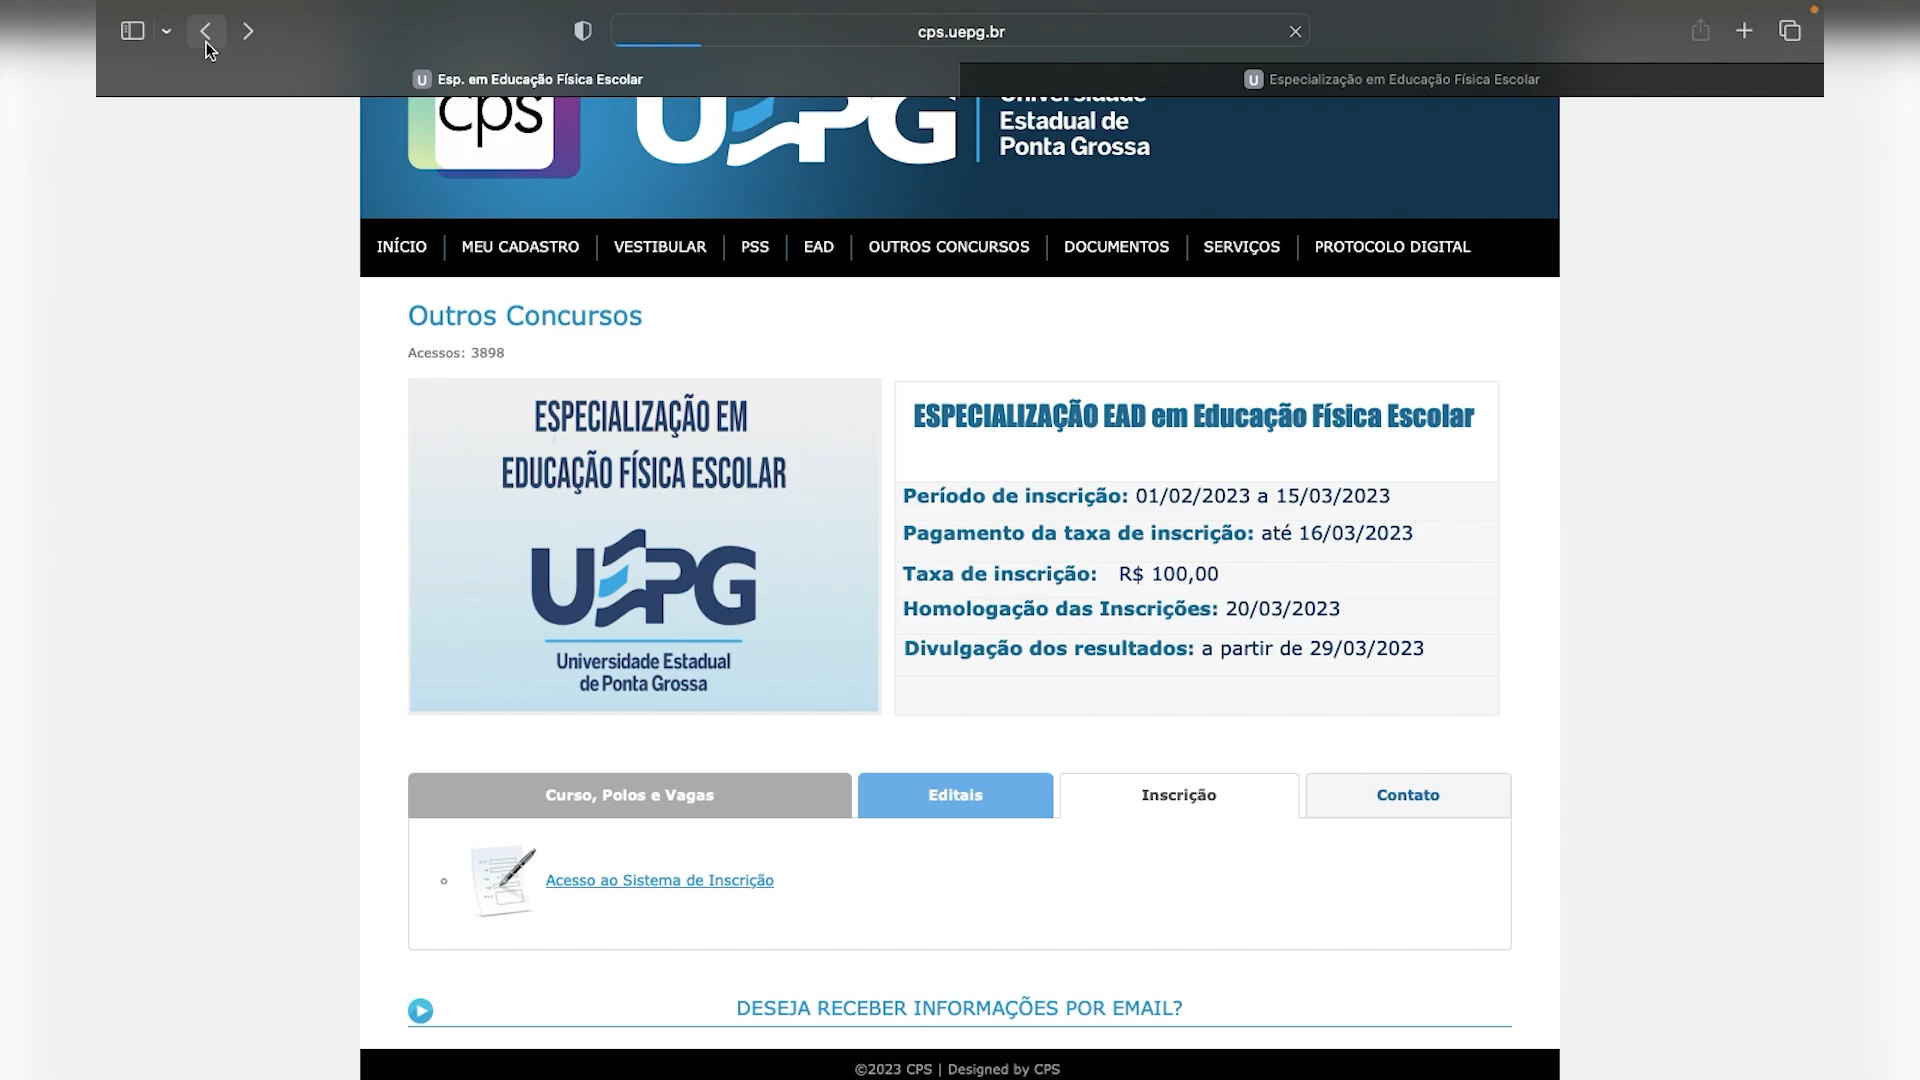 cps.uepg.br
Esp. em Educação Física Escolar
Especialização em Educação Física Escolar
cps
UEPG
Universidade
Estadual de
Ponta Grossa
INÍCIO
MEU CADASTRO
VESTIBULAR
PSS
EAD
OUTROS CONCURSOS
DOCUMENTOS
SERVIÇOS
PROTOCOLO DIGITAL
Outros Concursos
Acessos: 3898
ESPECIALIZAÇÃO EM
EDUCAÇÃO FÍSICA ESCOLAR
UEPG
Universidade Estadual
de Ponta Grossa
ESPECIALIZAÇÃO EAD em Educação Física Escolar
Período de inscrição: 01/02/2023 a 15/03/2023
Pagamento da taxa de inscrição: até 16/03/2023
Taxa de inscrição: R$ 100,00
Homologação das Inscrições: 20/03/2023
Divulgação dos resultados: a partir de 29/03/2023
Curso, Polos e Vagas
Editais
Inscrição
Contato
Acesso ao Sistema de Inscrição
DESEJA RECEBER INFORMAÇÕES POR EMAIL?
©2023 CPS | Designed by CPS